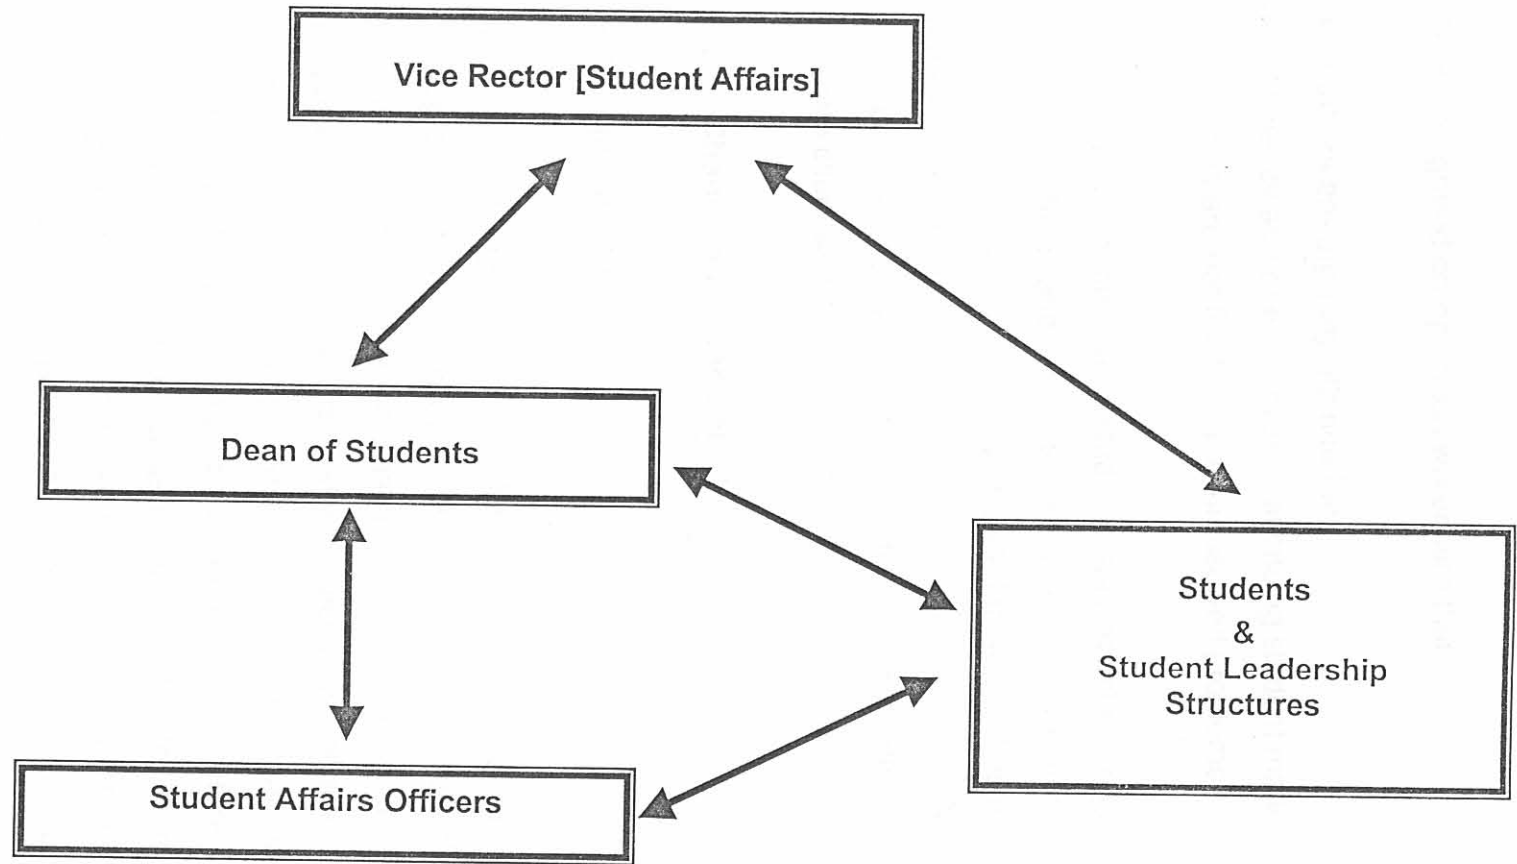 Vice Rector [Student Affairs]
Dean of Students
Students
&
Student Leadership
Structures
Student Affairs Officers